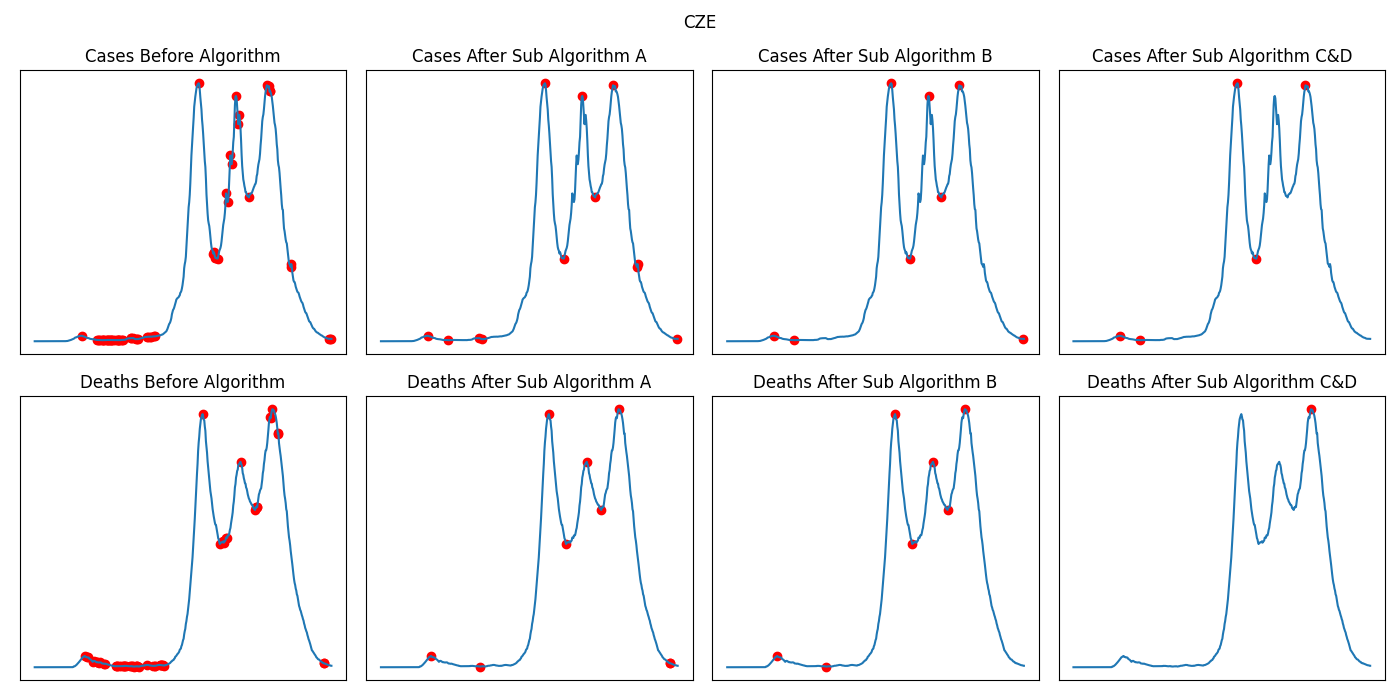 CZE
Cases Before Algorithm
Cases After Sub Algorithm A
Cases After Sub Algorithm B
Cases After Sub Algorithm C&D
Deaths Before Algorithm
Deaths After Sub Algorithm A
Deaths After Sub Algorithm B
Deaths After Sub Algorithm C&D